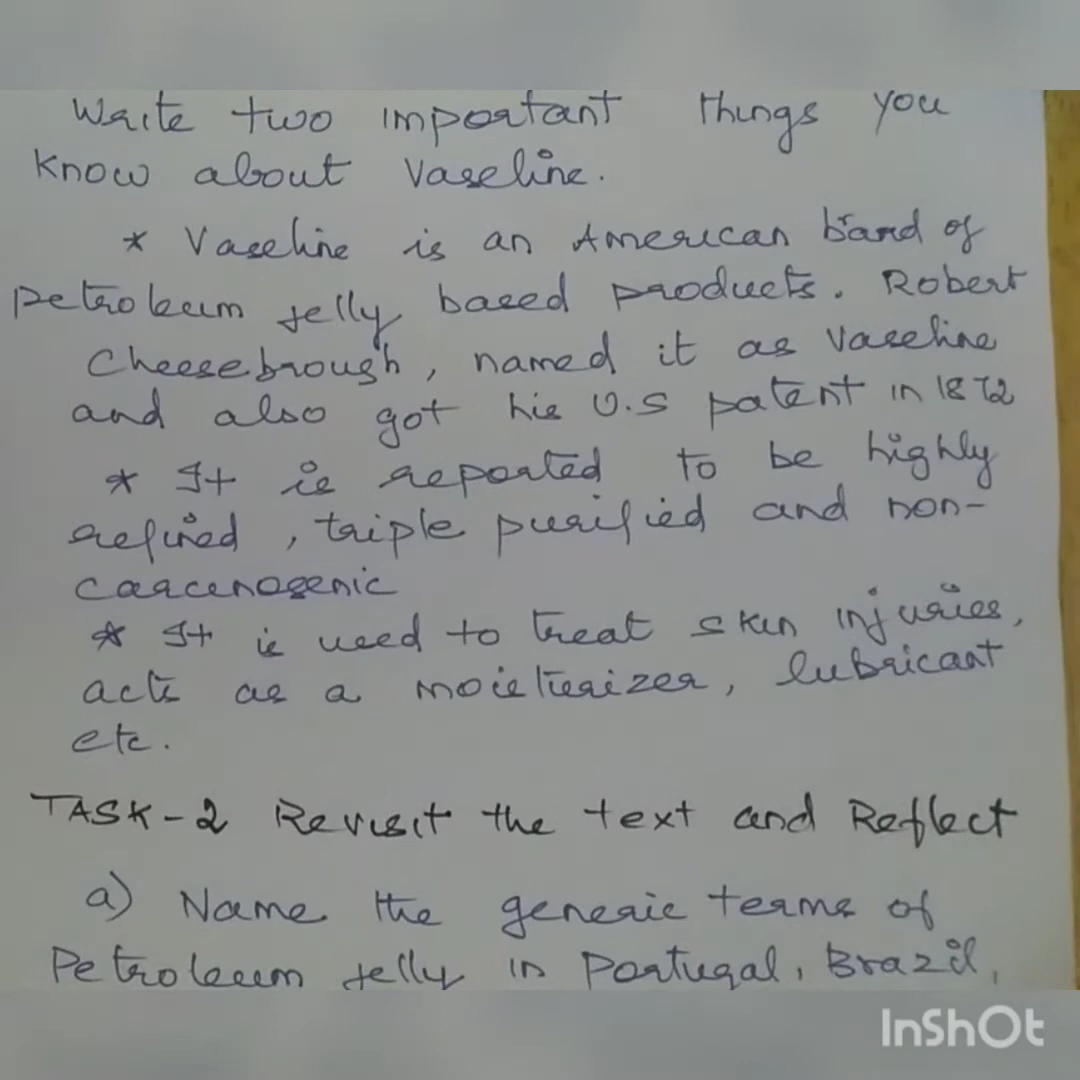 Write two important things you
know about Vaseline.
* Vaseline is an American brand of
Petroleum Jelly based products. Robert
Cheesebrough, named it as Vaseline
and also got his U.S patent in 1872
* It is reported to be highly
refined, triple purified and non-
carcenogenic
* It is used to treat skin injuries,
acts as a moisturizer, lubricant
etc.
TASK-2 Revisit the text and Reflect
a) Name the generic terms of
Petroleum Jelly in Portugal, Brazil,
InShOt